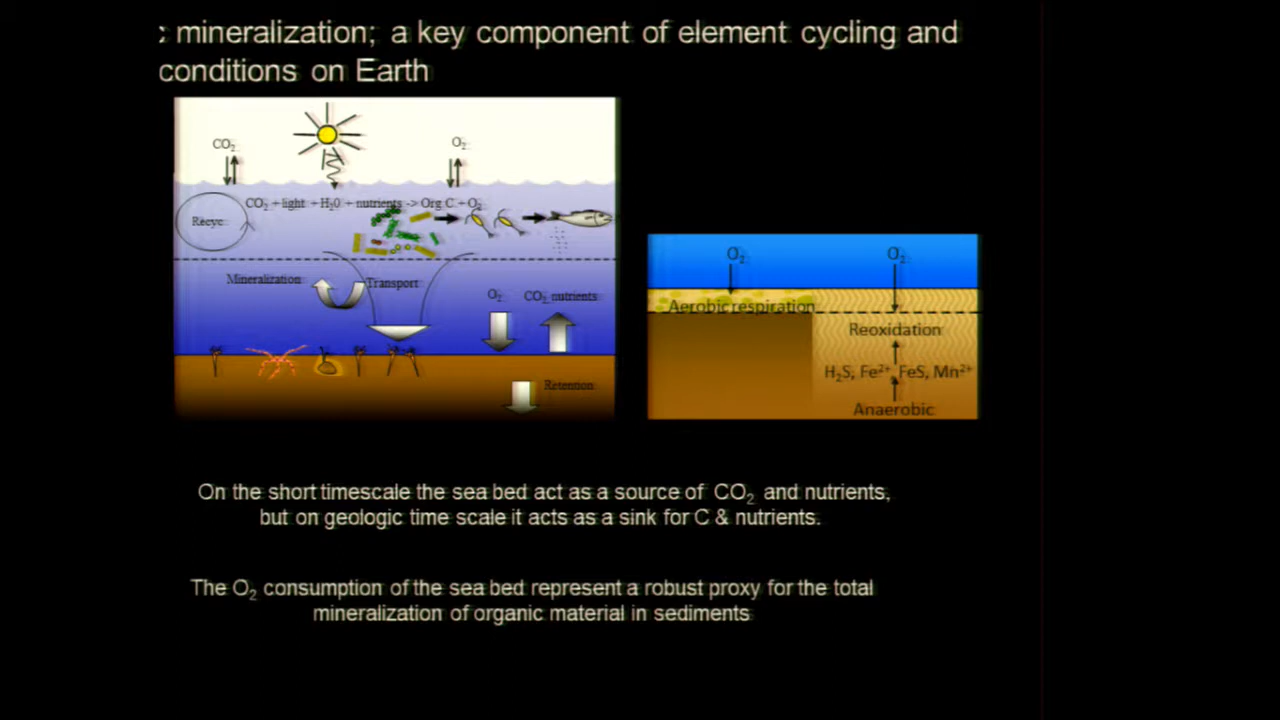 : mineralization; a key component of element cycling and
conditions on Earth
CO₂
O₂
CO₂ + light + H₂0 + nutrients -> Org C + O₂
Recyc
Mineralization
Transport
O₂
CO₂ nutrients
Retention
O₂
O₂
Aerobic respiration
Reoxidation
H₂S, Fe²⁺, FeS, Mn²⁺
Anaerobic
On the short timescale the sea bed act as a source of CO₂ and nutrients,
but on geologic time scale it acts as a sink for C & nutrients.
The O₂ consumption of the sea bed represent a robust proxy for the total
mineralization of organic material in sediments